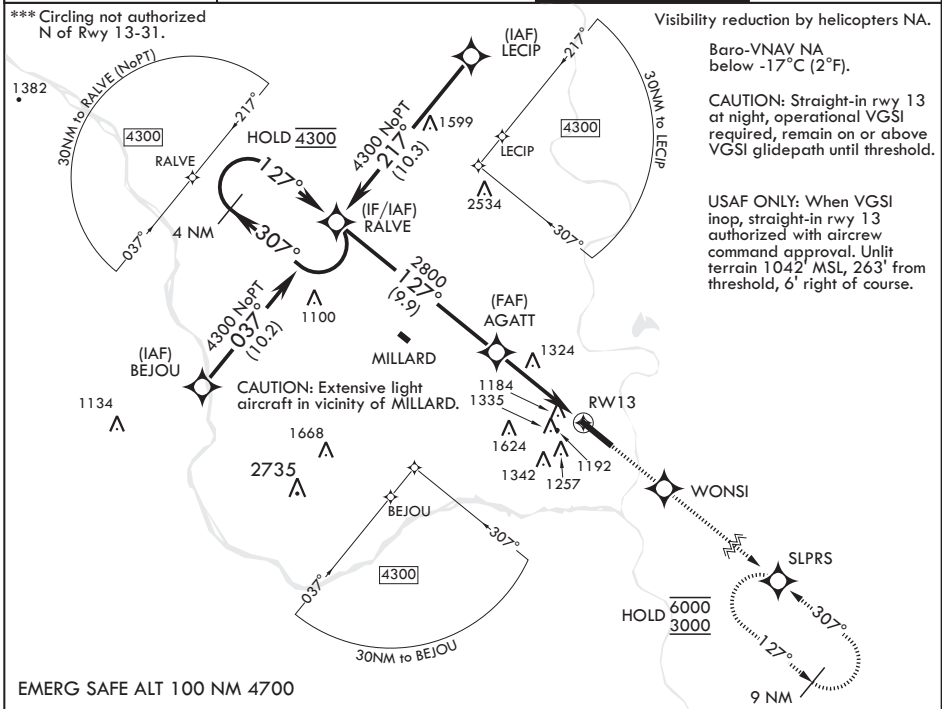 *** Circling not authorized
N of Rwy 13-31.
Visibility reduction by helicopters NA.
Baro-VNAV NA
below -17°C (2°F).
CAUTION: Straight-in rwy 13
at night, operational VGSI
required, remain on or above
VGSI glidepath until threshold.
USAF ONLY: When VGSI
inop, straight-in rwy 13
authorized with aircrew
command approval. Unlit
terrain 1042' MSL, 263' from
threshold, 6' right of course.
1382
30NM to RALVE (NoPT)
4300
RALVE
217°
037°
(IAF)
LECIP
4300 NoPT
217°
(10.3)
1599
217°
30NM to LECIP
4300
LECIP
2534
307°
HOLD 4300
127°
307°
4 NM
(IF/IAF)
RALVE
2800
127°
(9.9)
4300 NoPT
037°
(10.2)
1100
(IAF)
BEJOU
MILLARD
(FAF)
AGATT
1324
CAUTION: Extensive light
aircraft in vicinity of MILLARD.
1134
1184
1335
RW13
1624
1192
1342
1257
1668
2735
WONSI
BEJOU
307°
037°
4300
30NM to BEJOU
SLPRS
HOLD 6000
3000
307°
127°
9 NM
EMERG SAFE ALT 100 NM 4700